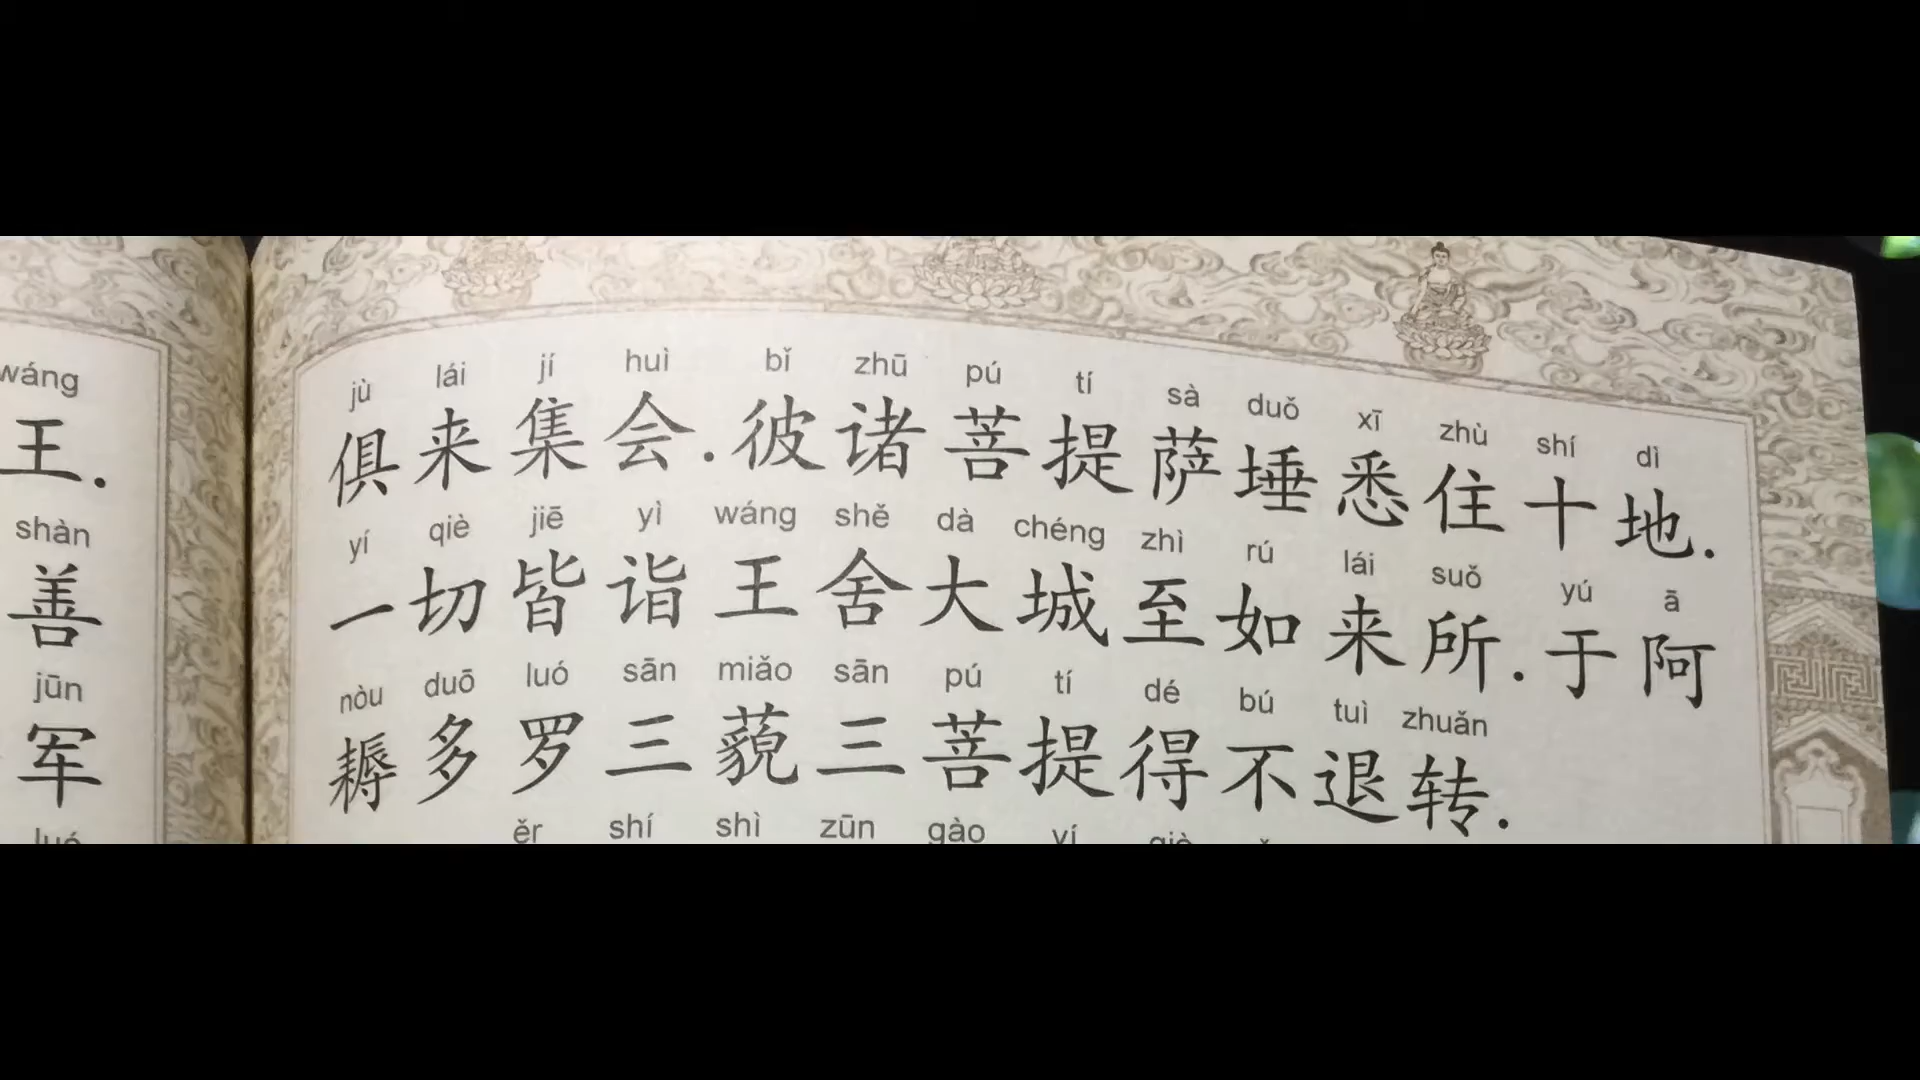 wáng
王.
shàn
善
jūn
军
jù lái jí huì bǐ zhū pú tí sà duǒ xī zhù shí dì
俱来集会.彼诸菩提萨埵悉住十地.
yí qiè jiē yì wáng shě dà chéng zhì rú lái suǒ yú ā
一切皆诣王舍大城至如来所.于阿
nòu duō luó sān miǎo sān pú tí dé bú tuì zhuǎn
耨多罗三藐三菩提得不退转.
ěr shí shì zūn gào yí qiè